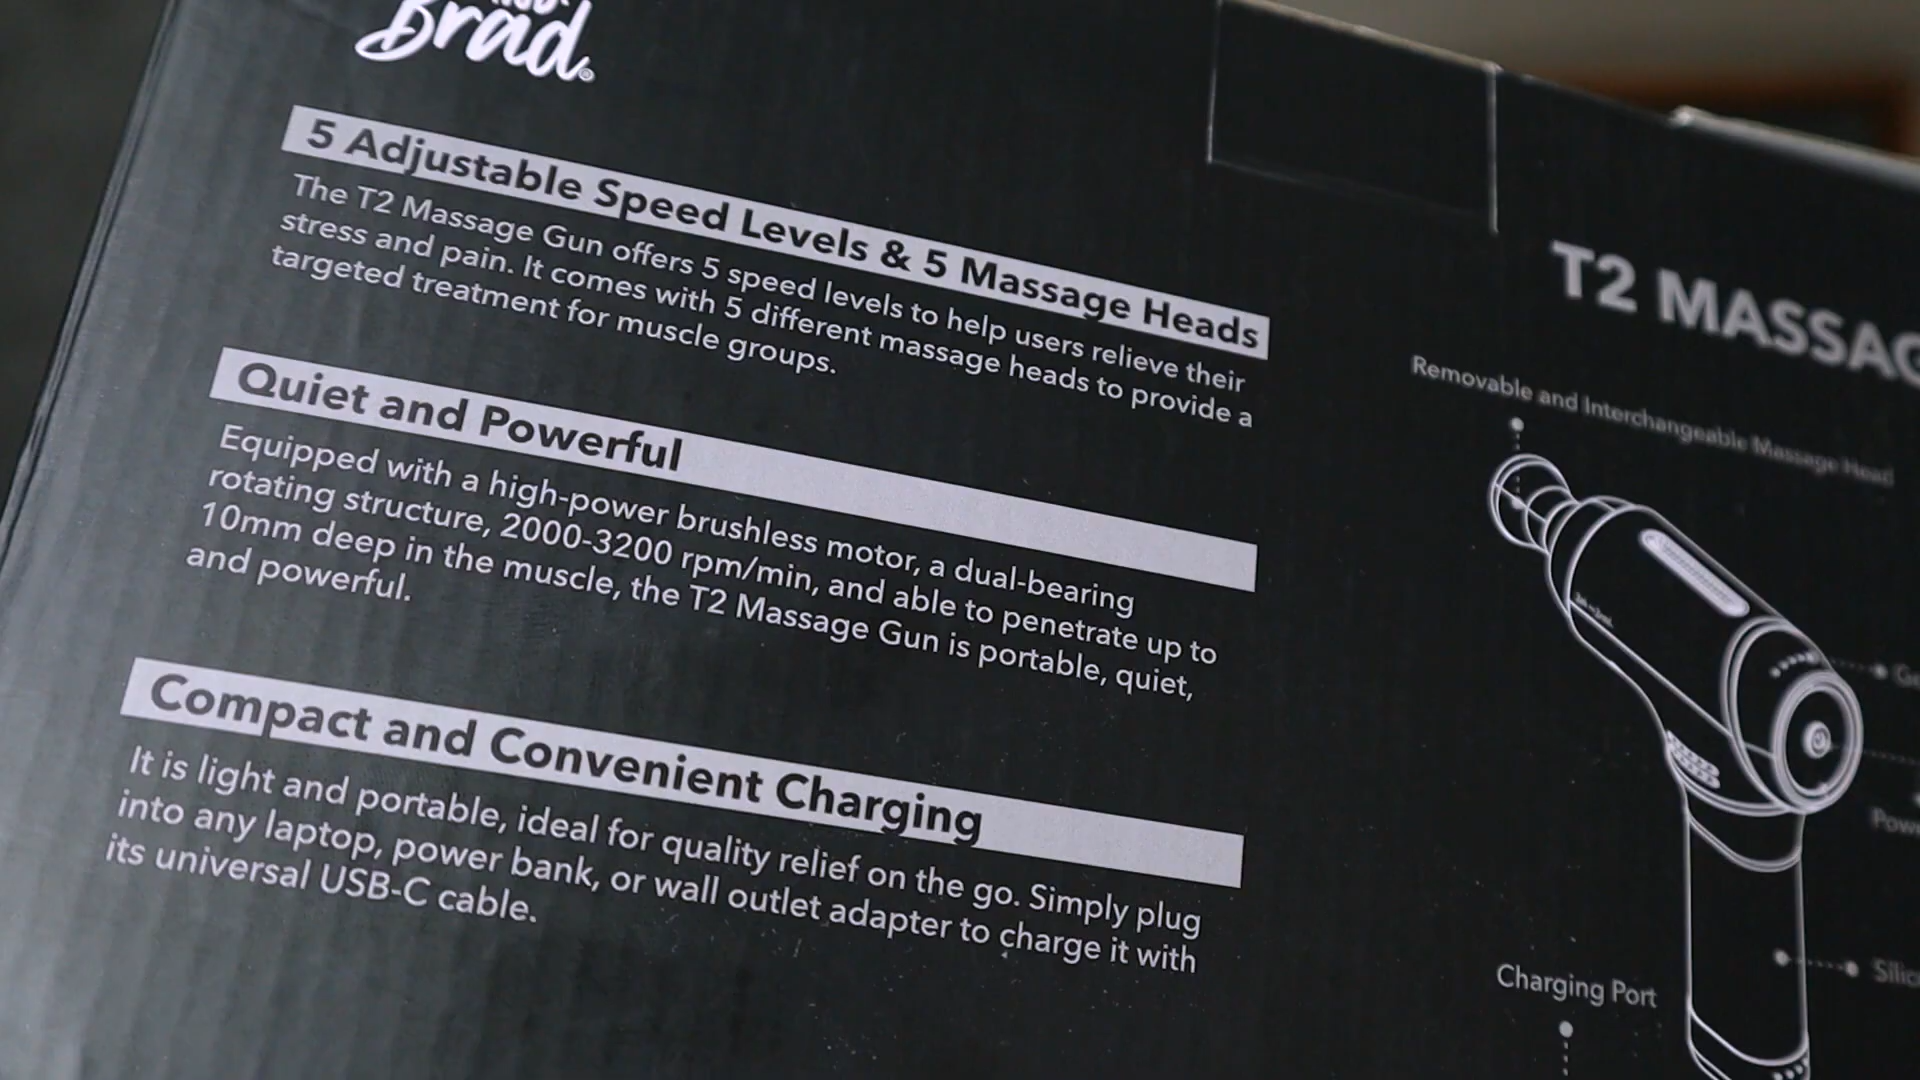 Brad®
5 Adjustable Speed Levels & 5 Massage Heads
The T2 Massage Gun offers 5 speed levels to help users relieve their
stress and pain. It comes with 5 different massage heads to provide a
targeted treatment for muscle groups.
Quiet and Powerful
Equipped with a high-power brushless motor, a dual-bearing
rotating structure, 2000-3200 rpm/min, and able to penetrate up to
10mm deep in the muscle, the T2 Massage Gun is portable, quiet,
and powerful.
Compact and Convenient Charging
It is light and portable, ideal for quality relief on the go. Simply plug
into any laptop, power bank, or wall outlet adapter to charge it with
its universal USB-C cable.
T2 MASSAG
Removable and Interchangeable Massage Head
Charging Port